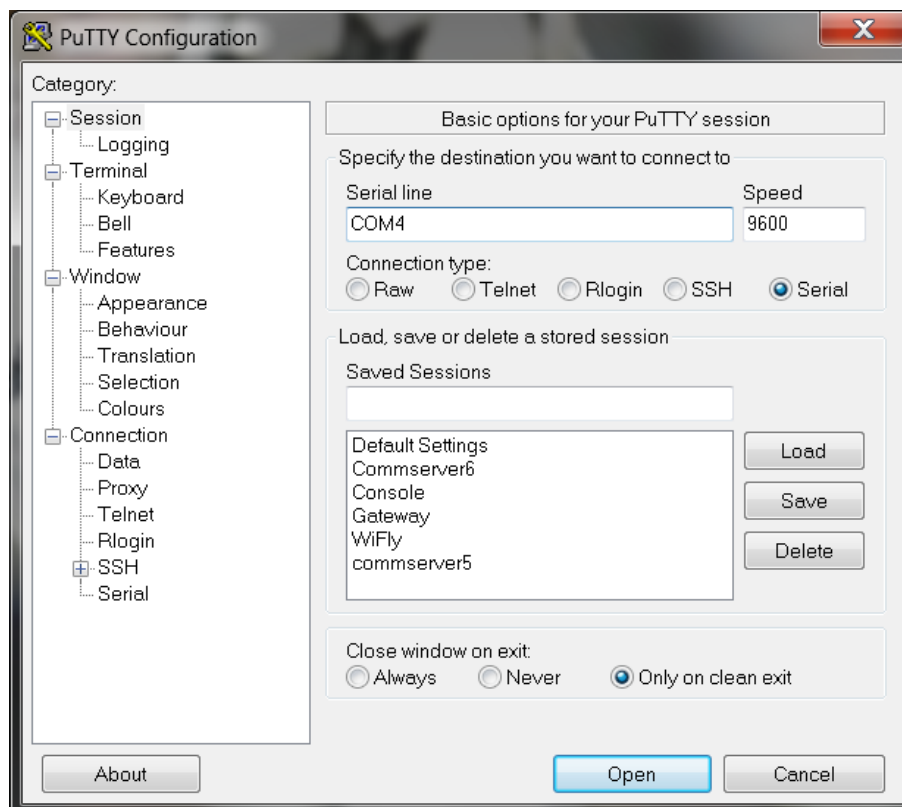 PuTTY Configuration
Category:
Session
Logging
Terminal
Keyboard
Bell
Features
Window
Appearance
Behaviour
Translation
Selection
Colours
Connection
Data
Proxy
Telnet
Rlogin
SSH
Serial
Basic options for your PuTTY session
Specify the destination you want to connect to
Serial line Speed
COM4 9600
Connection type:
Raw Telnet Rlogin SSH Serial
Load, save or delete a stored session
Saved Sessions
Default Settings
Commserver6
Console
Gateway
WiFly
commserver5
Load
Save
Delete
Close window on exit:
Always Never Only on clean exit
About Open Cancel